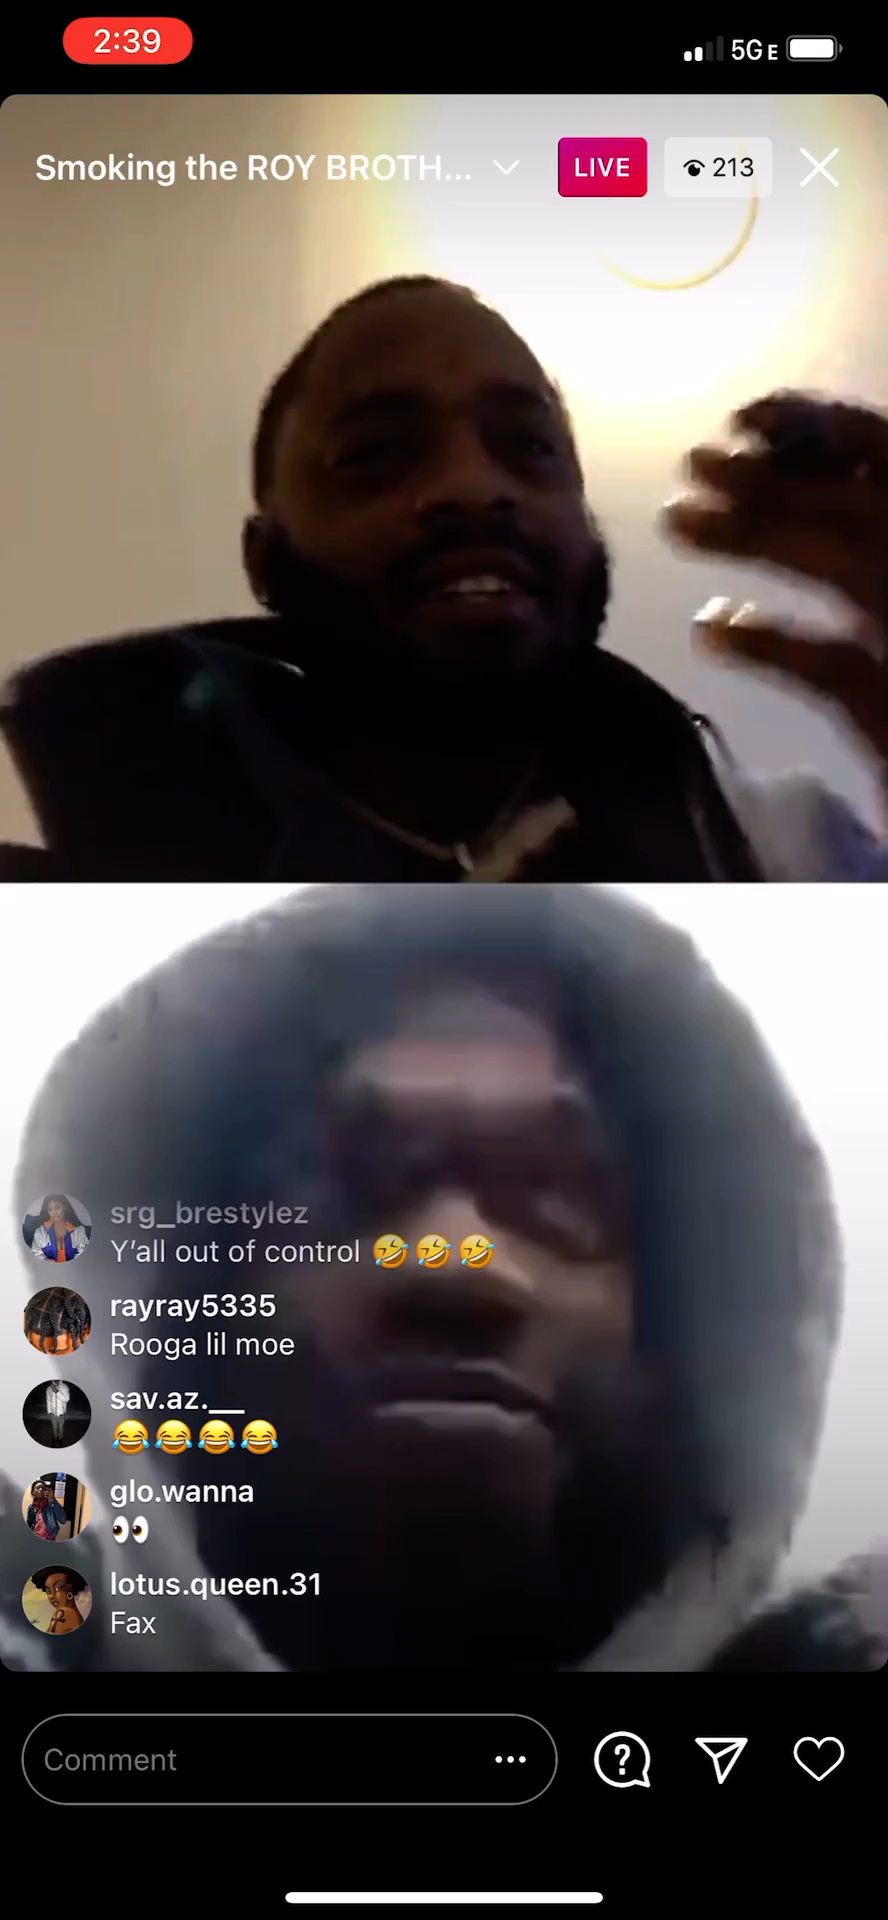 2:39
5GE
Smoking the ROY BROTH...
LIVE
213
srg_brestylez
Y’all out of control 🤣🤣🤣
rayray5335
Rooga lil moe
sav.az.__
😂😂😂😂
glo.wanna
👀
lotus.queen.31
Fax
Comment